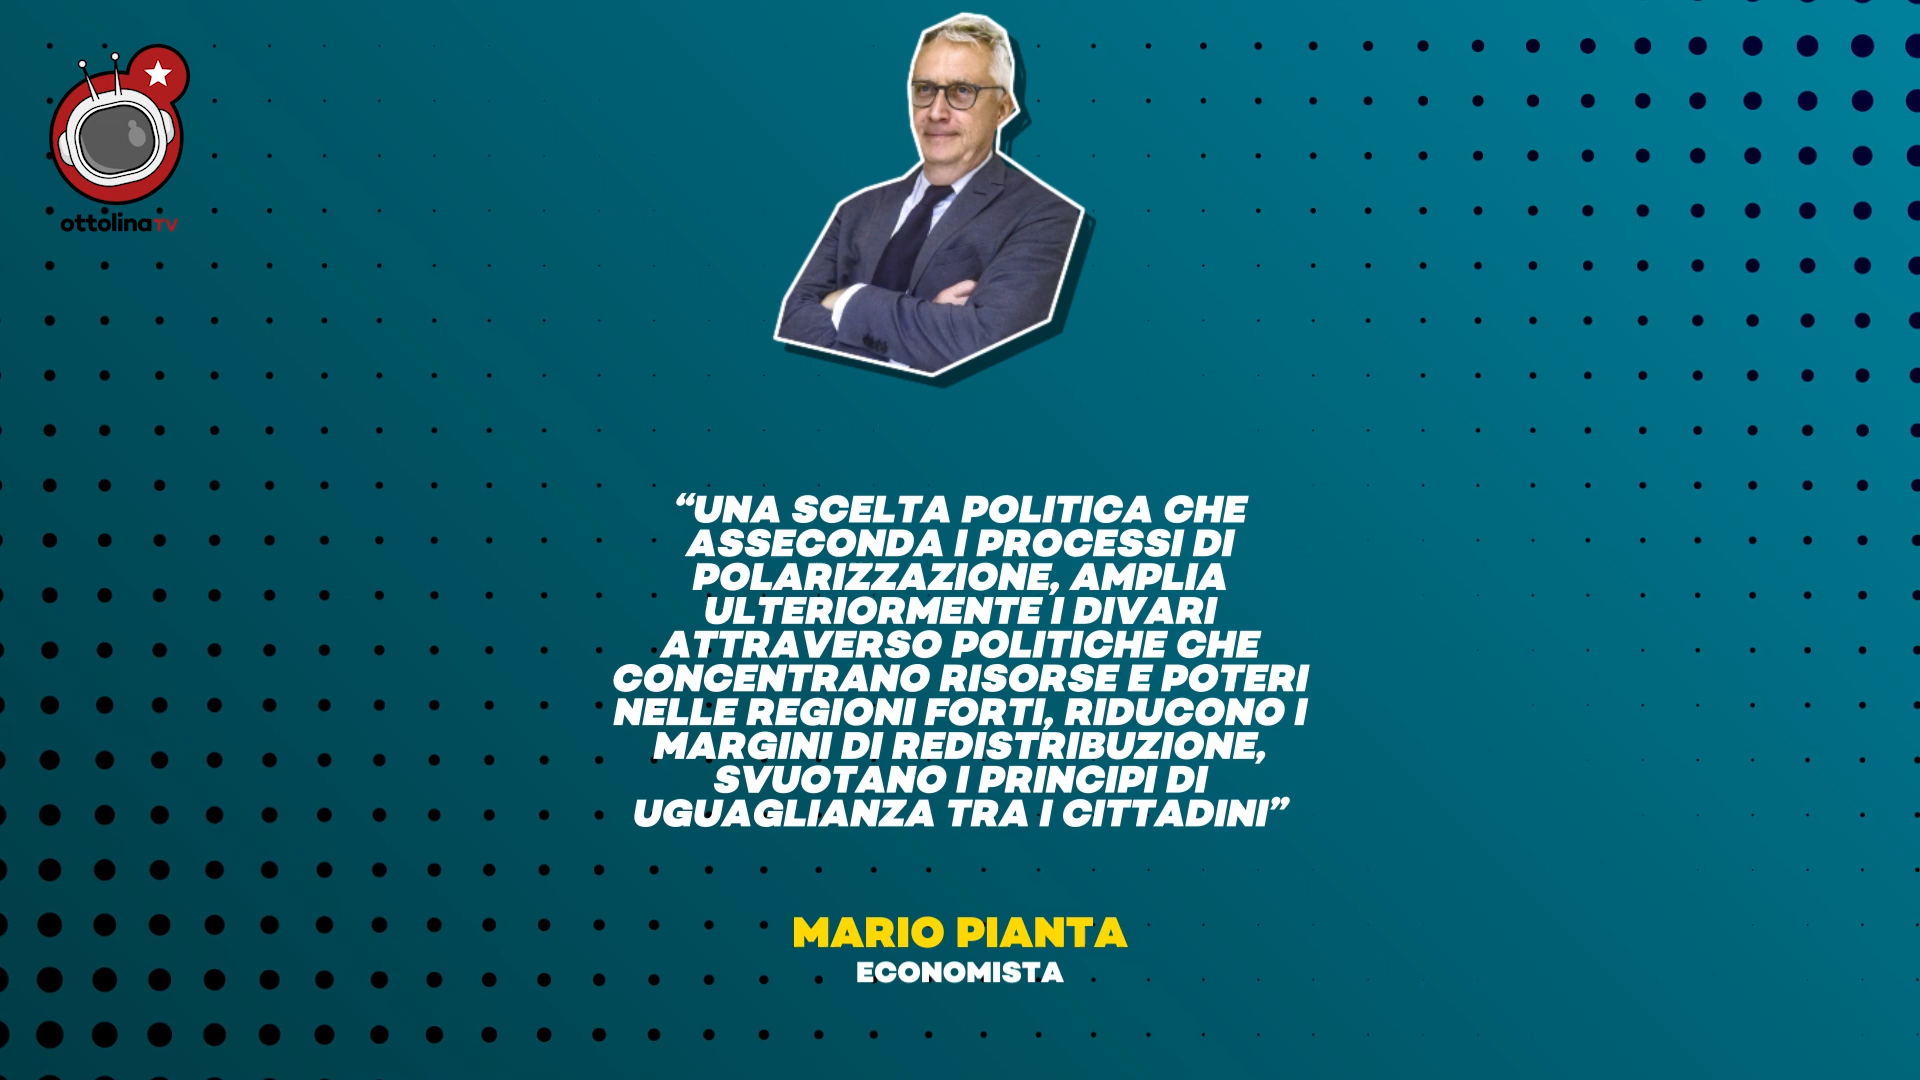 ottolinaTV
“UNA SCELTA POLITICA CHE
ASSECONDA I PROCESSI DI
POLARIZZAZIONE, AMPLIA
ULTERIORMENTE I DIVARI
ATTRAVERSO POLITICHE CHE
CONCENTRANO RISORSE E POTERI
NELLE REGIONI FORTI, RIDUCONO I
MARGINI DI REDISTRIBUZIONE,
SVUOTANO I PRINCIPI DI
UGUAGLIANZA TRA I CITTADINI”
MARIO PIANTA
ECONOMISTA